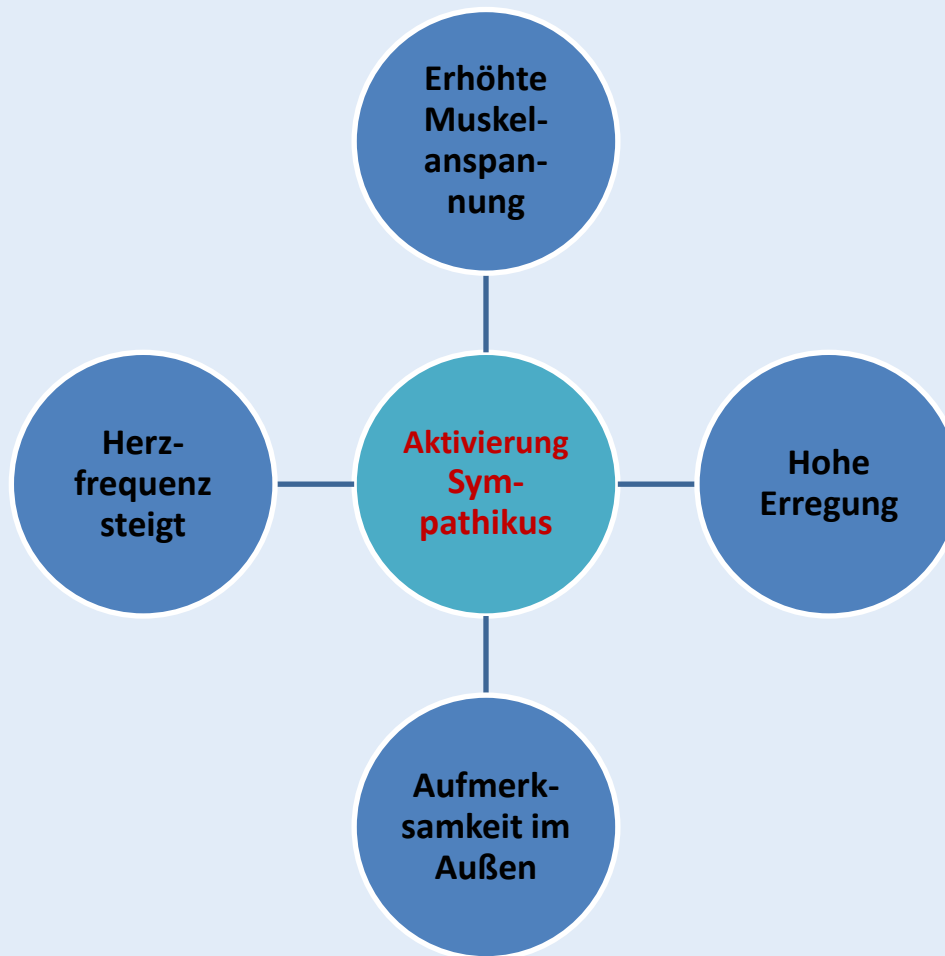 Erhöhte
Muskel-
anspan-
nung
Herz-
frequenz
steigt
Aktivierung
Sym-
pathikus
Hohe
Erregung
Aufmerk-
samkeit im
Außen